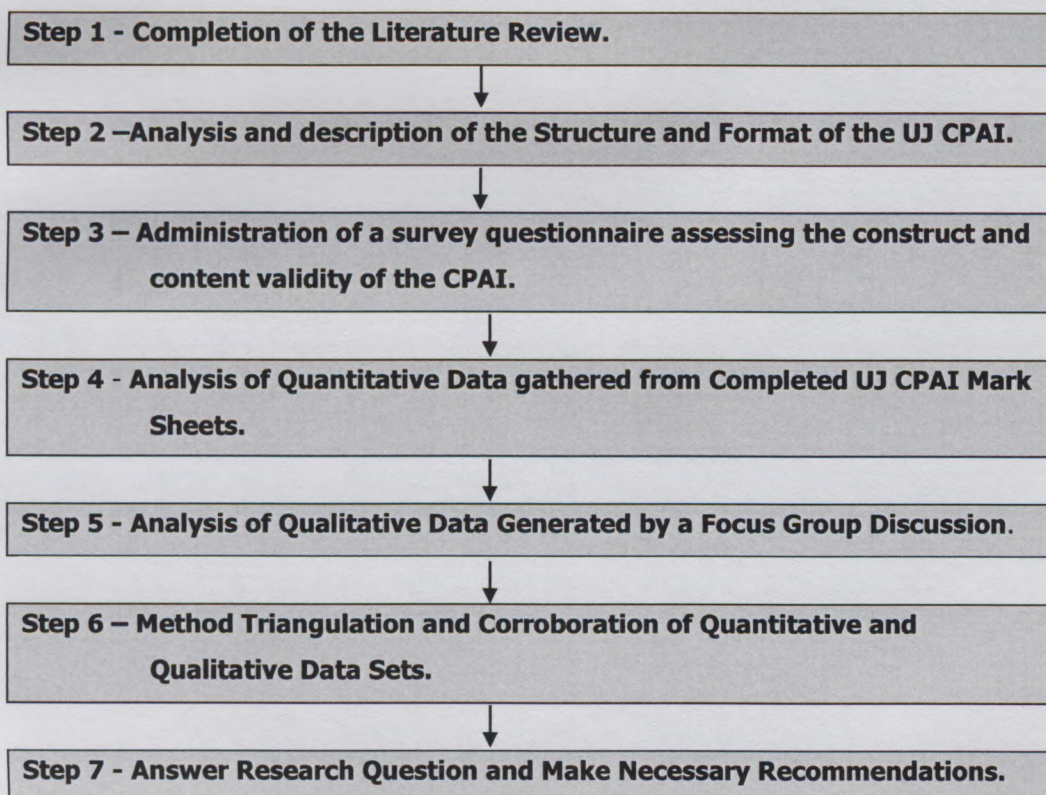 Step 1 - Completion of the Literature Review.
Step 2 –Analysis and description of the Structure and Format of the UJ CPAI.
Step 3 – Administration of a survey questionnaire assessing the construct and
content validity of the CPAI.
Step 4 - Analysis of Quantitative Data gathered from Completed UJ CPAI Mark
Sheets.
Step 5 - Analysis of Qualitative Data Generated by a Focus Group Discussion.
Step 6 – Method Triangulation and Corroboration of Quantitative and
Qualitative Data Sets.
Step 7 - Answer Research Question and Make Necessary Recommendations.